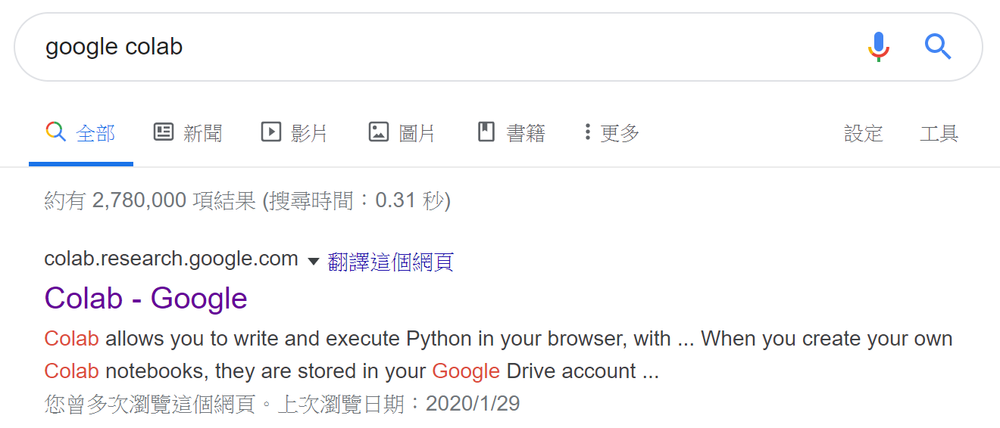 google colab
全部 新聞 影片 圖片 書籍 更多 設定 工具
約有 2,780,000 項結果 (搜尋時間：0.31 秒)
colab.research.google.com 翻譯這個網頁
Colab - Google
Colab allows you to write and execute Python in your browser, with ... When you create your own
Colab notebooks, they are stored in your Google Drive account ...
您曾多次瀏覽這個網頁。上次瀏覽日期：2020/1/29